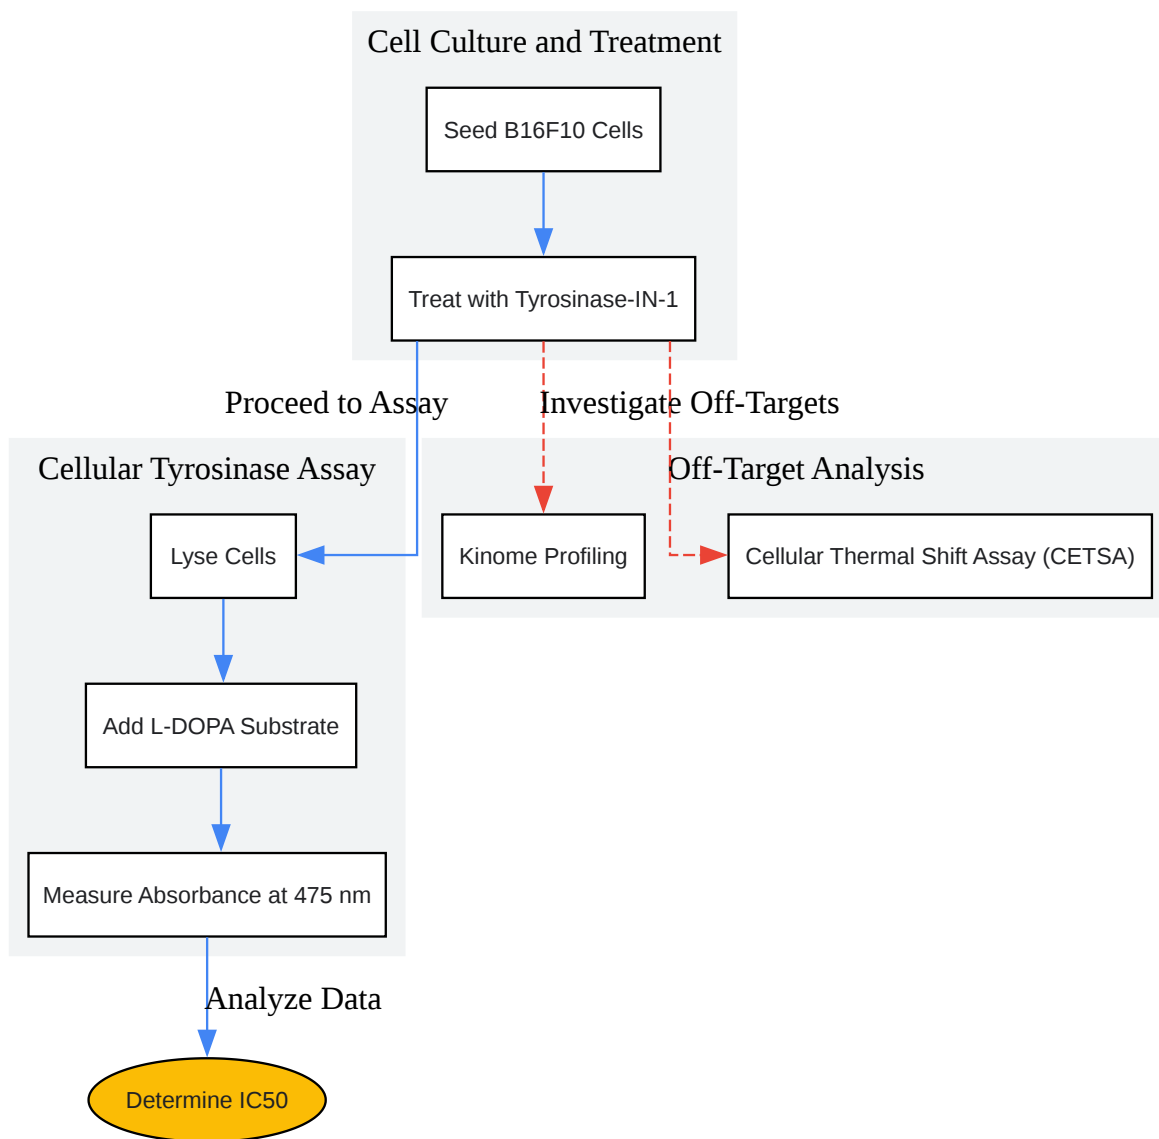 Cell Culture and Treatment
Seed B16F10 Cells
Treat with Tyrosinase-IN-1
Proceed to Assay
Investigate Off-Targets
Cellular Tyrosinase Assay
Off-Target Analysis
Lyse Cells
Kinome Profiling
Cellular Thermal Shift Assay (CETSA)
Add L-DOPA Substrate
Measure Absorbance at 475 nm
Analyze Data
Determine IC50